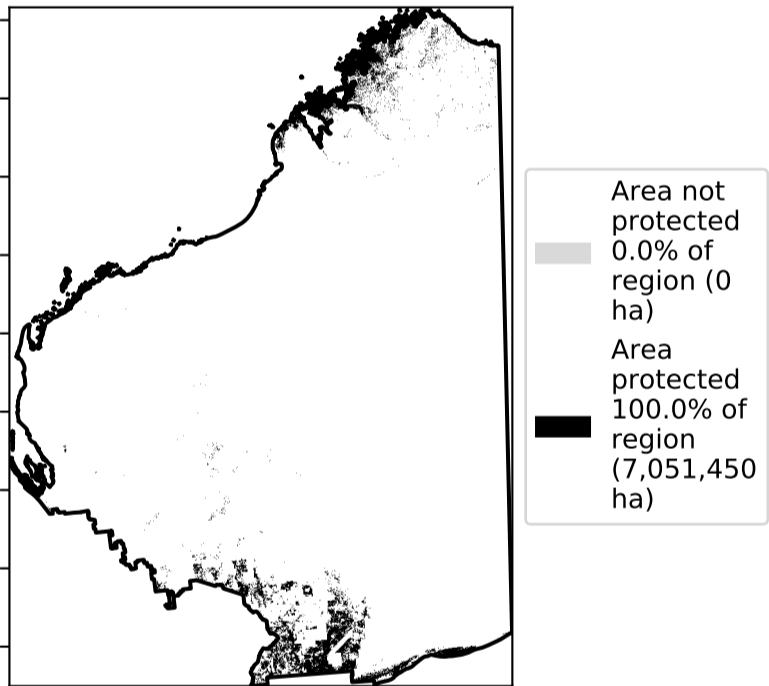 Area not
protected
0.0% of
region (0
ha)
Area
protected
100.0% of
region
(7,051,450
ha)